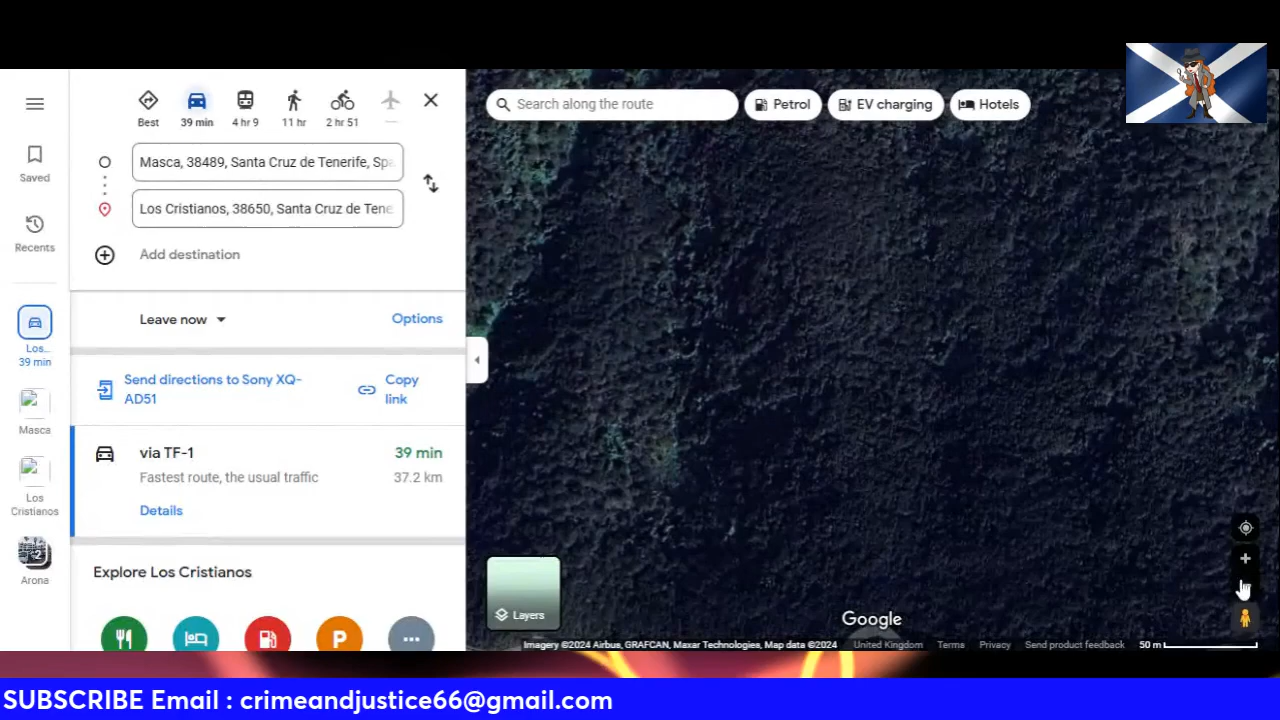 Best
39 min
4 hr 9
11 hr
2 hr 51
Saved
Recents
Los...
39 min
Masca
Los
Cristianos
Arona
Masca, 38489, Santa Cruz de Tenerife, Spa
Los Cristianos, 38650, Santa Cruz de Tene
Add destination
Leave now
Options
Send directions to Sony XQ-
AD51
Copy
link
via TF-1
39 min
Fastest route, the usual traffic
37.2 km
Details
Explore Los Cristianos
P
Search along the route
Petrol
EV charging
Hotels
Layers
Google
Imagery ©2024 Airbus, GRAFCAN, Maxar Technologies, Map data ©2024
United Kingdom
Terms
Privacy
Send product feedback
50 m
SUBSCRIBE Email : crimeandjustice66@gmail.com